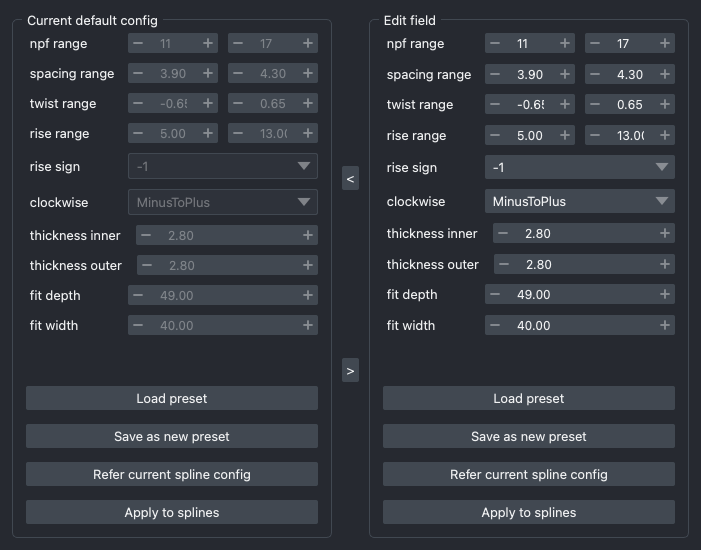 Current default config
npf range 11 17
spacing range 3.90 4.30
twist range -0.65 0.65
rise range 5.00 13.00
rise sign -1
clockwise MinusToPlus
thickness inner 2.80
thickness outer 2.80
fit depth 49.00
fit width 40.00
Load preset
Save as new preset
Refer current spline config
Apply to splines
<
>
Edit field
npf range 11 17
spacing range 3.90 4.30
twist range -0.65 0.65
rise range 5.00 13.00
rise sign -1
clockwise MinusToPlus
thickness inner 2.80
thickness outer 2.80
fit depth 49.00
fit width 40.00
Load preset
Save as new preset
Refer current spline config
Apply to splines